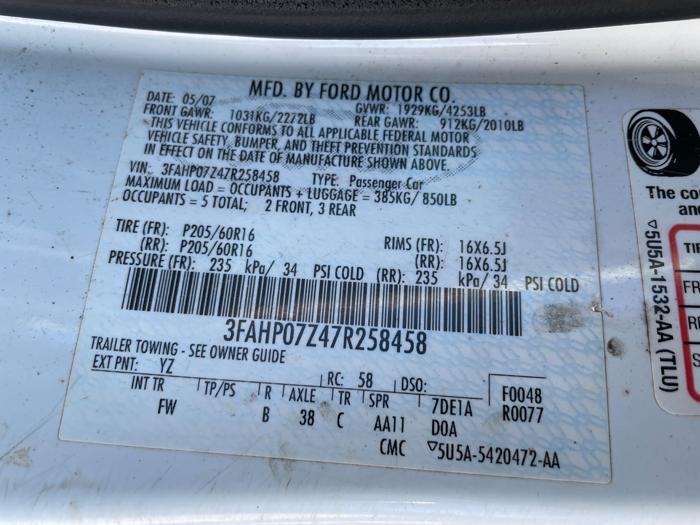 MFD. BY FORD MOTOR CO.
DATE: 05/07 GVWR: 1929KG/4253LB
FRONT GAWR: 1031KG/2272LB REAR GAWR: 912KG/2010LB
THIS VEHICLE CONFORMS TO ALL APPLICABLE FEDERAL MOTOR
VEHICLE SAFETY, BUMPER, AND THEFT PREVENTION STANDARDS
IN EFFECT ON THE DATE OF MANUFACTURE SHOWN ABOVE.
VIN: 3FAHP07Z47R258458 TYPE: Passenger Car
MAXIMUM LOAD = OCCUPANTS + LUGGAGE = 385KG/ 850LB
OCCUPANTS = 5 TOTAL; 2 FRONT, 3 REAR
TIRE (FR): P205/60R16 RIMS (FR): 16X6.5J
(RR): P205/60R16 (RR): 16X6.5J
PRESSURE (FR): 235 kPa/ 34 PSI COLD (RR): 235 kPa/ 34 PSI COLD
3FAHP07Z47R258458
TRAILER TOWING - SEE OWNER GUIDE
EXT PNT: YZ RC: 58 DSO: F0048
INT TR TP/PS R AXLE TR SPR 7DE1A R0077
FW B 38 C AA11 D0A
CMC ▽5U5A-5420472-AA
The co
an
▽5U5A-1532-AA (TLU)
TI
FR
S